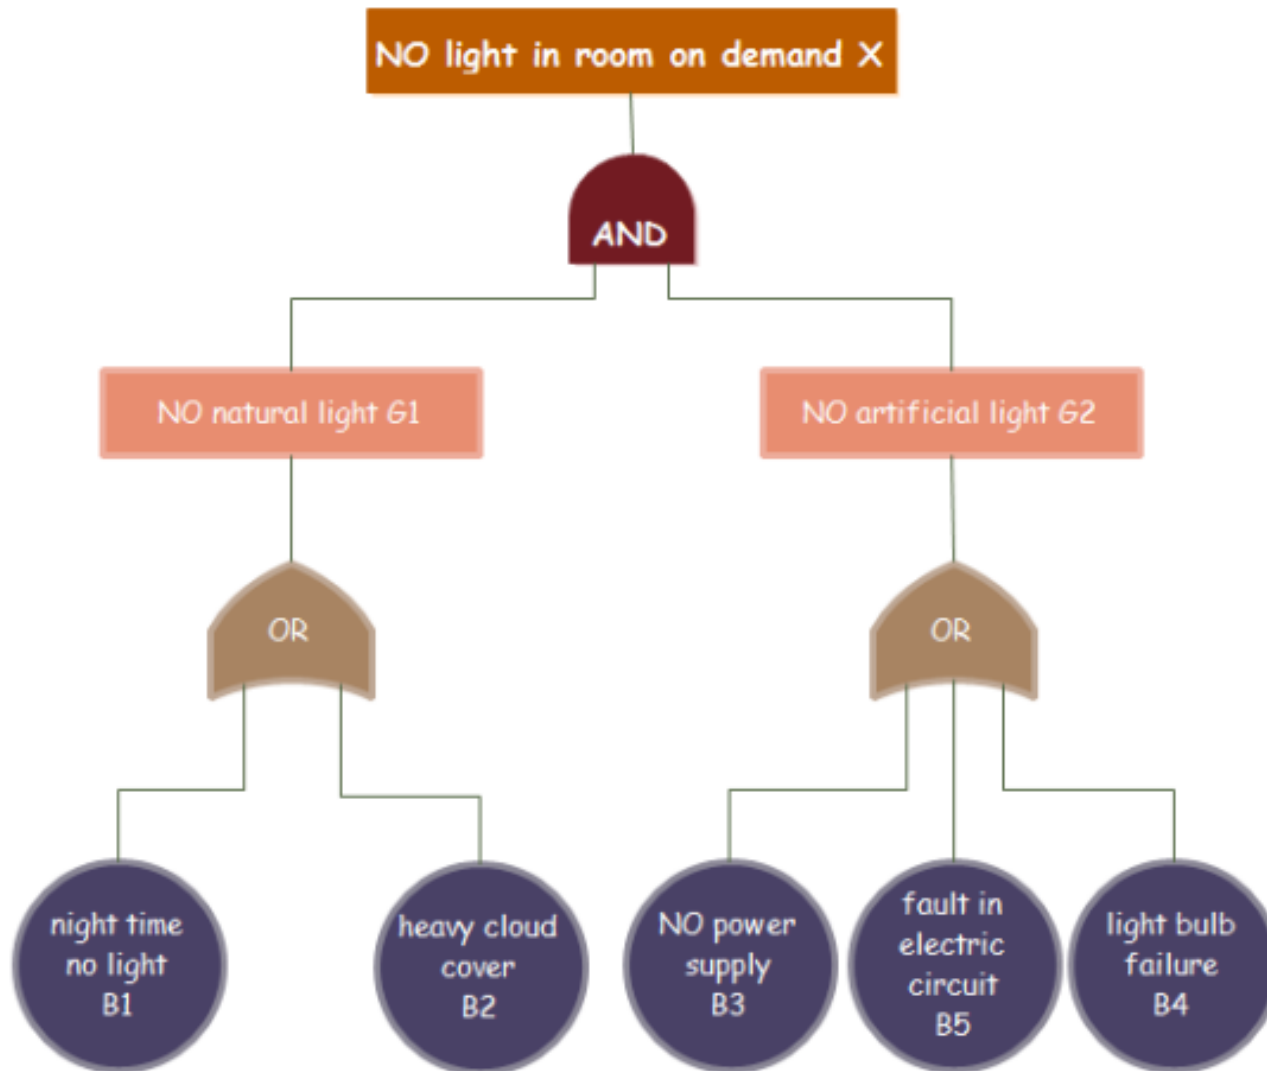 NO light in room on demand X
AND
NO natural light G1
NO artificial light G2
OR
OR
night time
no light
B1
heavy cloud
cover
B2
NO power
supply
B3
fault in
electric
circuit
B5
light bulb
failure
B4